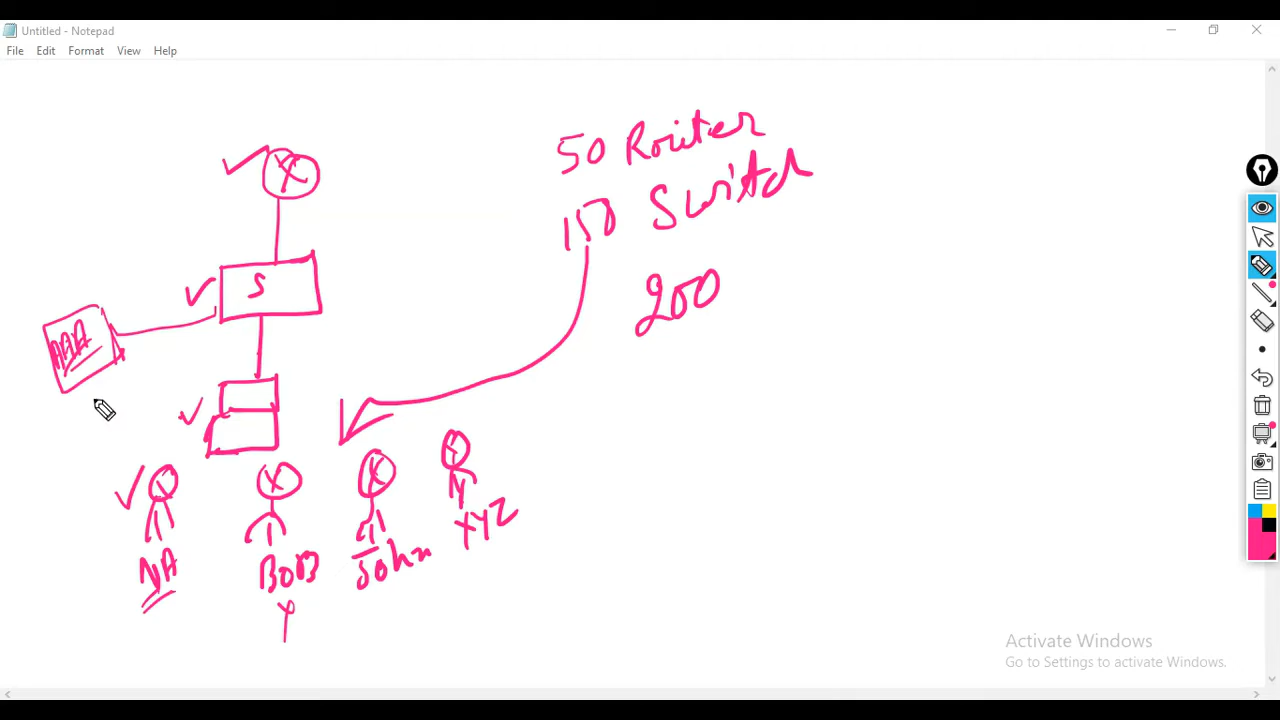 Untitled - Notepad
File Edit Format View Help
50 Router
150 Switch
200
X
S
AAA
X
X
X
NA
BOB
John
XYZ
Activate Windows
Go to Settings to activate Windows.